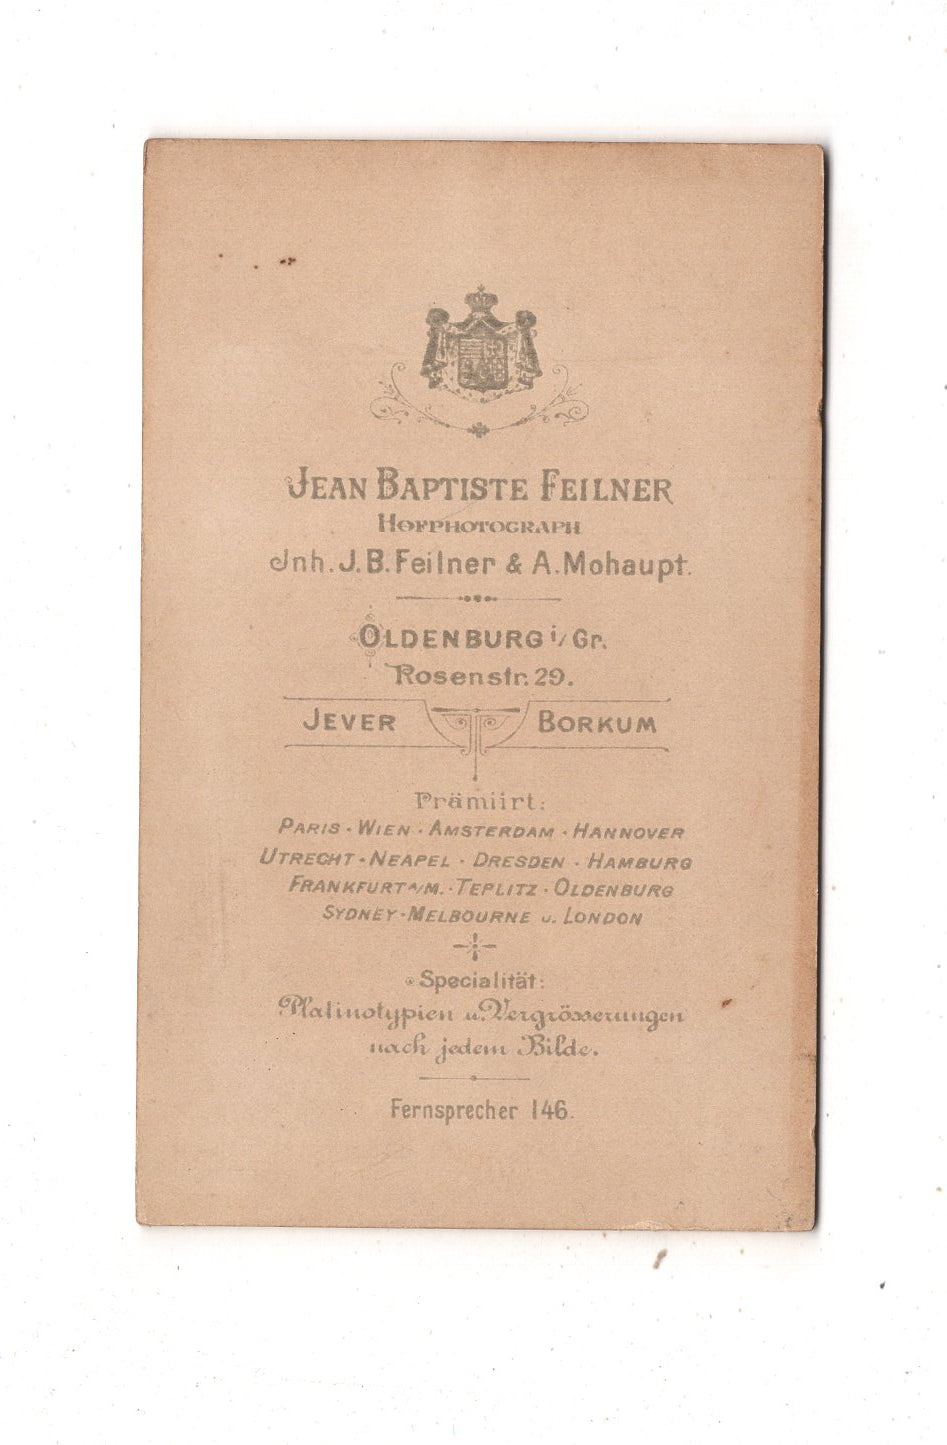 Jean Baptiste Feilner
Hofphotograph
Jnh. J. B. Feilner & A. Mohaupt.
Oldenburg i/Gr.
Rosenstr. 29.
Jever Borkum
Prämiirt:
Paris · Wien · Amsterdam · Hannover
Utrecht · Neapel · Dresden · Hamburg
Frankfurt a/M. · Teplitz · Oldenburg
Sydney · Melbourne u. London
Specialität:
Platinotypien u. Vergrösserungen
nach jedem Bilde.
Fernsprecher 146.